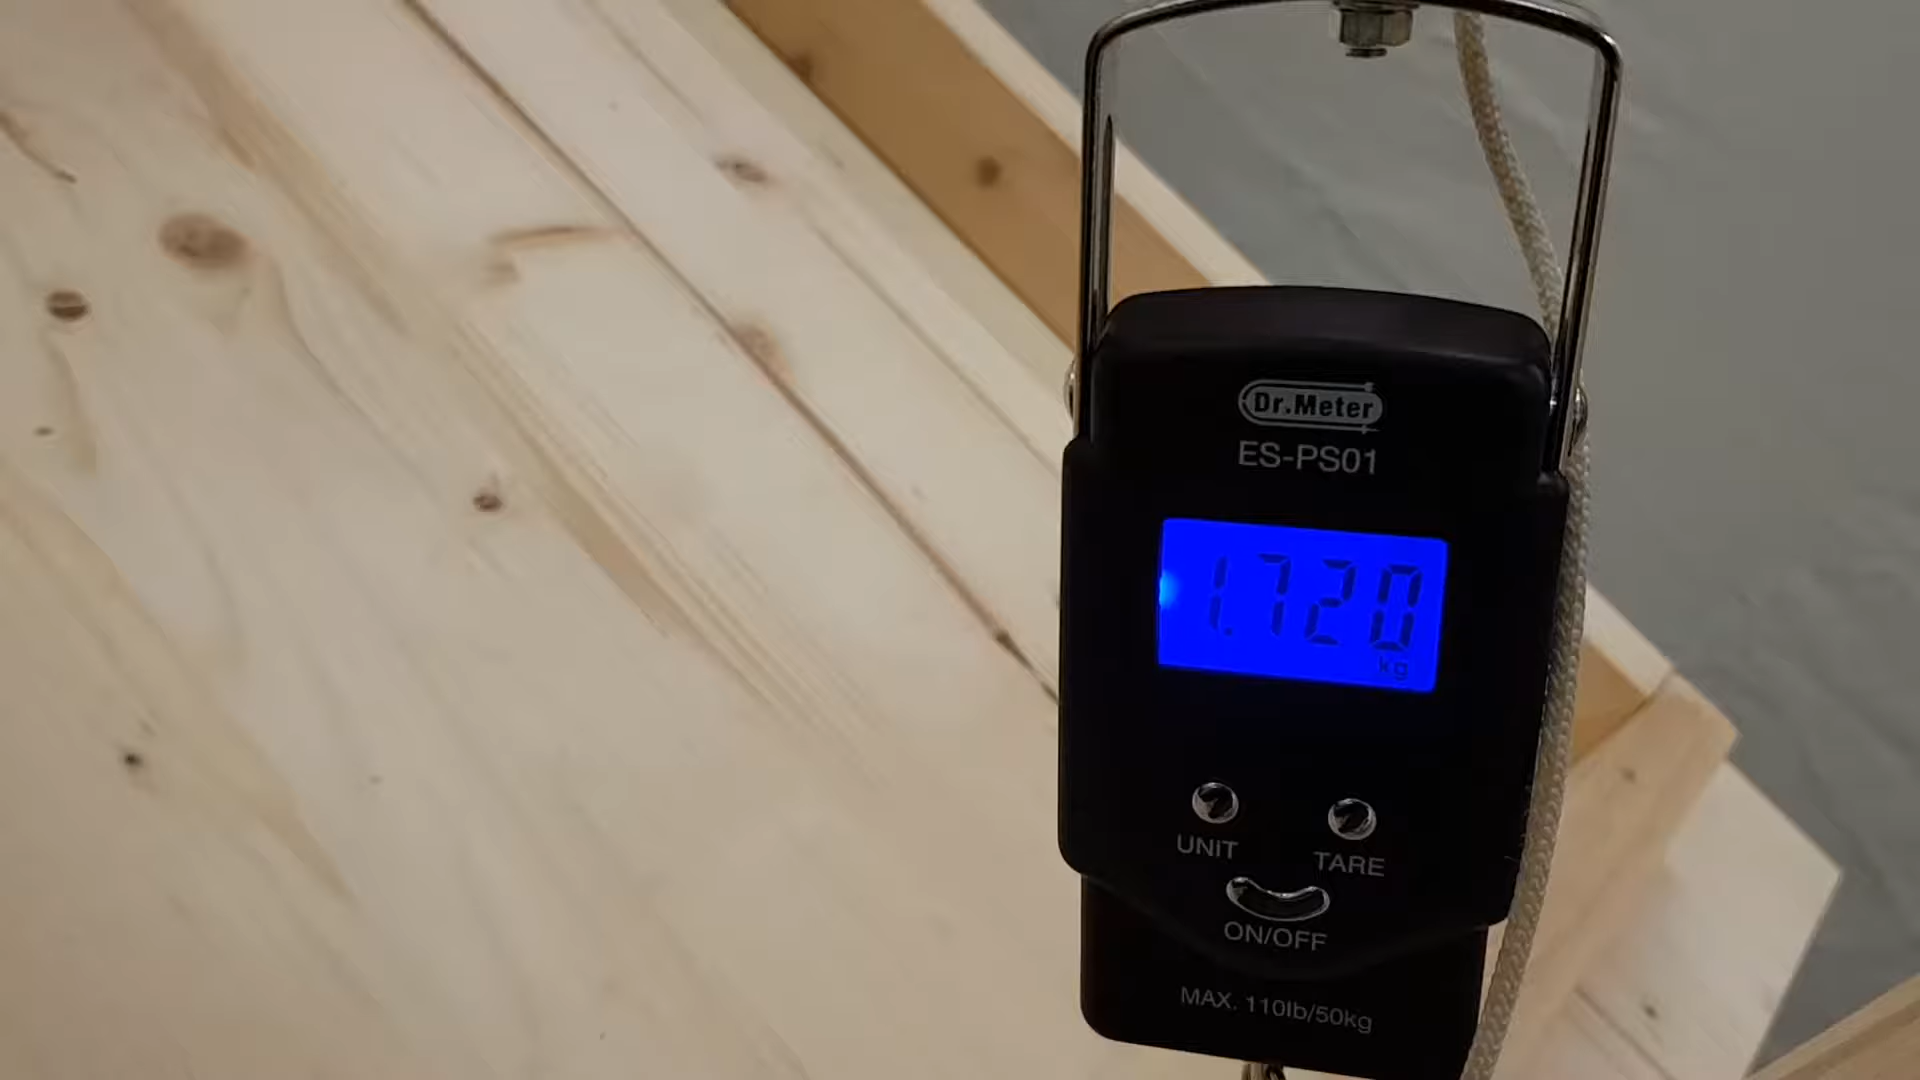 Dr.Meter
ES-PS01
1.720
kg
UNIT
TARE
ON/OFF
MAX. 110lb/50kg